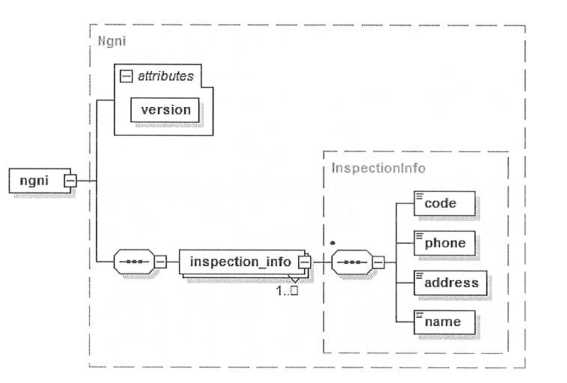 Ngni
attributes
version
ngni
InspectionInfo
code
phone
inspection_info
address
1..
name